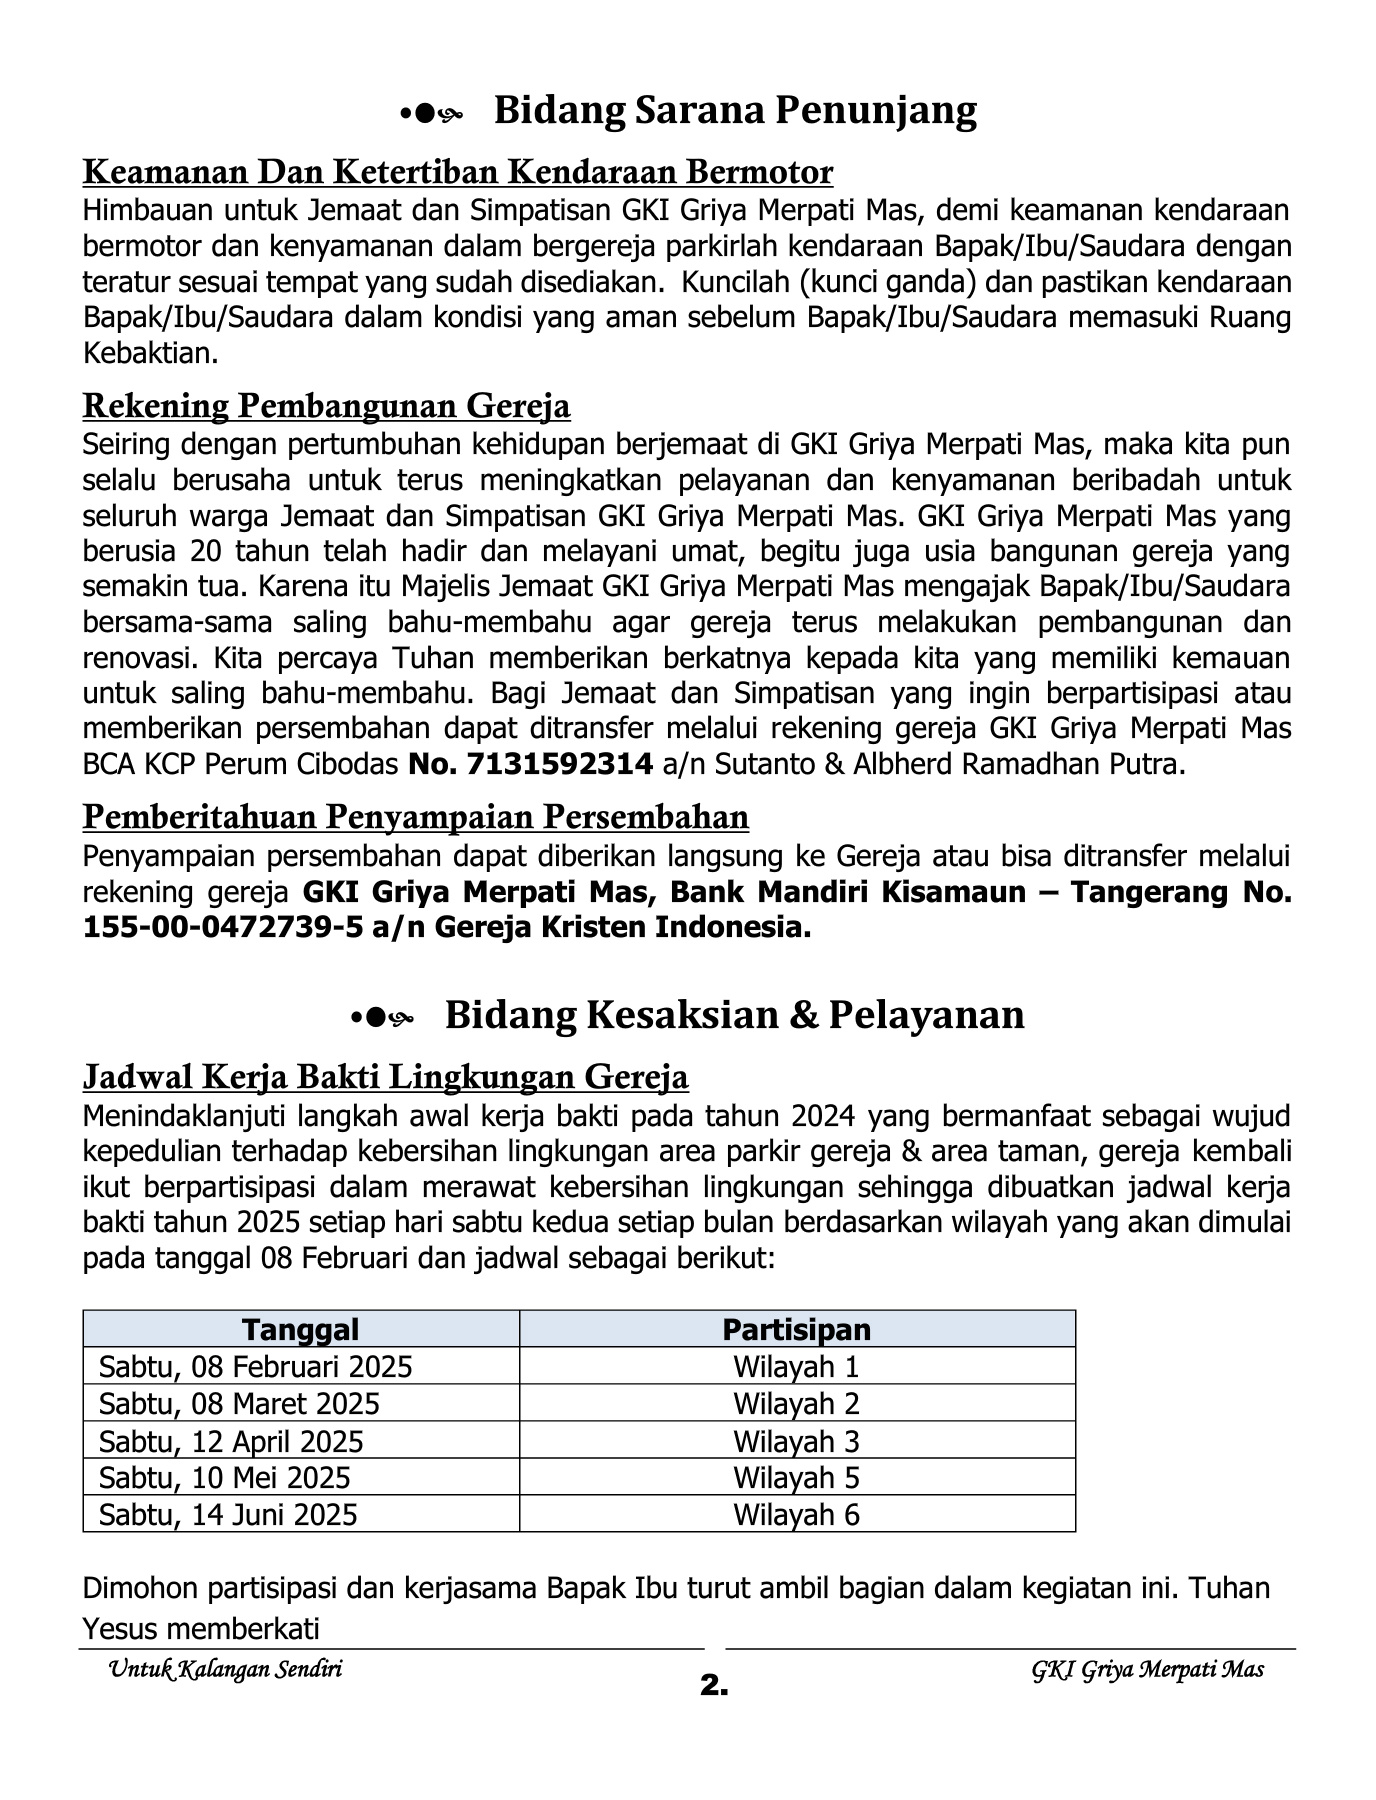 Bidang Sarana Penunjang
Keamanan Dan Ketertiban Kendaraan Bermotor
Himbauan untuk Jemaat dan Simpatisan GKI Griya Merpati Mas, demi keamanan kendaraan
bermotor dan kenyamanan dalam bergereja parkirlah kendaraan Bapak/Ibu/Saudara dengan
teratur sesuai tempat yang sudah disediakan. Kuncilah (kunci ganda) dan pastikan kendaraan
Bapak/Ibu/Saudara dalam kondisi yang aman sebelum Bapak/Ibu/Saudara memasuki Ruang
Kebaktian.
Rekening Pembangunan Gereja
Seiring dengan pertumbuhan kehidupan berjemaat di GKI Griya Merpati Mas, maka kita pun
selalu berusaha untuk terus meningkatkan pelayanan dan kenyamanan beribadah untuk
seluruh warga Jemaat dan Simpatisan GKI Griya Merpati Mas. GKI Griya Merpati Mas yang
berusia 20 tahun telah hadir dan melayani umat, begitu juga usia bangunan gereja yang
semakin tua. Karena itu Majelis Jemaat GKI Griya Merpati Mas mengajak Bapak/Ibu/Saudara
bersama-sama saling bahu-membahu agar gereja terus melakukan pembangunan dan
renovasi. Kita percaya Tuhan memberikan berkatnya kepada kita yang memiliki kemauan
untuk saling bahu-membahu. Bagi Jemaat dan Simpatisan yang ingin berpartisipasi atau
memberikan persembahan dapat ditransfer melalui rekening gereja GKI Griya Merpati Mas
BCA KCP Perum Cibodas No. 7131592314 a/n Sutanto & Albherd Ramadhan Putra.
Pemberitahuan Penyampaian Persembahan
Penyampaian persembahan dapat diberikan langsung ke Gereja atau bisa ditransfer melalui
rekening gereja GKI Griya Merpati Mas, Bank Mandiri Kisamaun – Tangerang No.
155-00-0472739-5 a/n Gereja Kristen Indonesia.
Bidang Kesaksian & Pelayanan
Jadwal Kerja Bakti Lingkungan Gereja
Menindaklanjuti langkah awal kerja bakti pada tahun 2024 yang bermanfaat sebagai wujud
kepedulian terhadap kebersihan lingkungan area parkir gereja & area taman, gereja kembali
ikut berpartisipasi dalam merawat kebersihan lingkungan sehingga dibuatkan jadwal kerja
bakti tahun 2025 setiap hari sabtu kedua setiap bulan berdasarkan wilayah yang akan dimulai
pada tanggal 08 Februari dan jadwal sebagai berikut:
Tanggal Partisipan
Sabtu, 08 Februari 2025 Wilayah 1
Sabtu, 08 Maret 2025 Wilayah 2
Sabtu, 12 April 2025 Wilayah 3
Sabtu, 10 Mei 2025 Wilayah 5
Sabtu, 14 Juni 2025 Wilayah 6
Dimohon partisipasi dan kerjasama Bapak Ibu turut ambil bagian dalam kegiatan ini. Tuhan
Yesus memberkati
Untuk Kalangan Sendiri 2. GKI Griya Merpati Mas